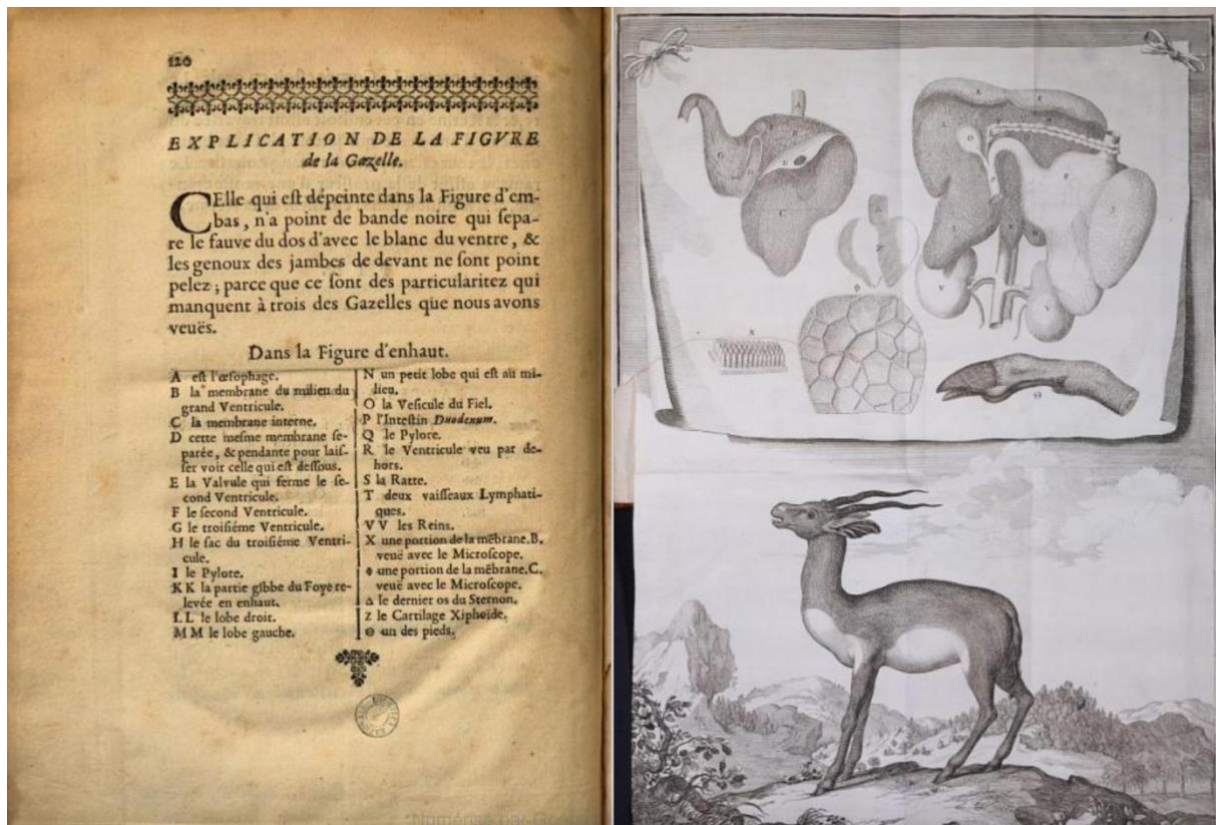 120
EXPLICATION DE LA FIGVRE
de la Gazelle.
CElle qui eſt dépeinte dans la Figure d'em-
bas, n'a point de bande noire qui ſepa-
re le fauve du dos d'avec le blanc du ventre, &
les genoux des jambes de devant ne ſont point
pelez; parce que ce ſont des particularitez qui
manquent à trois des Gazelles que nous avons
veuës.
Dans la Figure d'enhaut.
A eſt l'œſophage.
B la membrane du milieu du
grand Ventricule.
C la membrane interne.
D cette meſme membrane ſe-
parée, & pendante pour laiſ-
ſer voir celle qui eſt deſſous.
E la Valvule qui ferme le ſe-
cond Ventricule.
F le ſecond Ventricule.
G le troiſiéme Ventricule.
H le ſac du troiſiéme Ventri-
cule.
I le Pylore.
KK la partie gibbe du Foye re-
levée en enhaut.
LL le lobe droit.
MM le lobe gauche.
N un petit lobe qui eſt au mi-
lieu.
O la Veſicule du Fiel.
P l'Inteſtin Duodenum.
Q le Pylore.
R le Ventricule veu par de-
hors.
S la Ratte.
T deux vaiſſeaux Lymphati-
ques.
VV les Reins.
X une portion de la mẽbrane.B.
veuë avec le Microſcope.
ɸ une portion de la mẽbrane.C.
veuë avec le Microſcope.
Δ le dernier os du Sternon.
Z le Cartilage Xiphoïde.
Θ un des pieds.